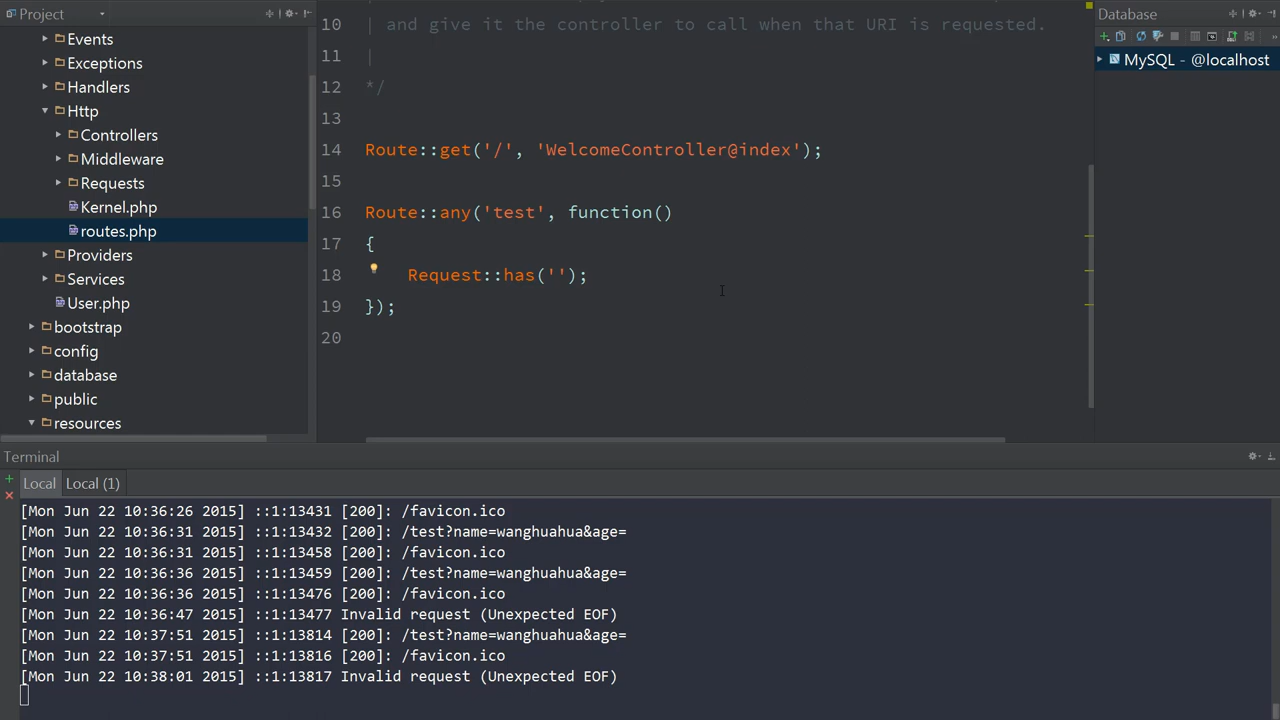 Project
Events
Exceptions
Handlers
Http
Controllers
Middleware
Requests
Kernel.php
routes.php
Providers
Services
User.php
bootstrap
config
database
public
resources
10 | and give it the controller to call when that URI is requested.
11 |
12 */
13
14 Route::get('/', 'WelcomeController@index');
15
16 Route::any('test', function()
17 {
18 Request::has('');
19 });
20
Database
MySQL - @localhost
Terminal
Local Local (1)
[Mon Jun 22 10:36:26 2015] ::1:13431 [200]: /favicon.ico
[Mon Jun 22 10:36:31 2015] ::1:13432 [200]: /test?name=wanghuahua&age=
[Mon Jun 22 10:36:31 2015] ::1:13458 [200]: /favicon.ico
[Mon Jun 22 10:36:36 2015] ::1:13459 [200]: /test?name=wanghuahua&age=
[Mon Jun 22 10:36:36 2015] ::1:13476 [200]: /favicon.ico
[Mon Jun 22 10:36:47 2015] ::1:13477 Invalid request (Unexpected EOF)
[Mon Jun 22 10:37:51 2015] ::1:13814 [200]: /test?name=wanghuahua&age=
[Mon Jun 22 10:37:51 2015] ::1:13816 [200]: /favicon.ico
[Mon Jun 22 10:38:01 2015] ::1:13817 Invalid request (Unexpected EOF)